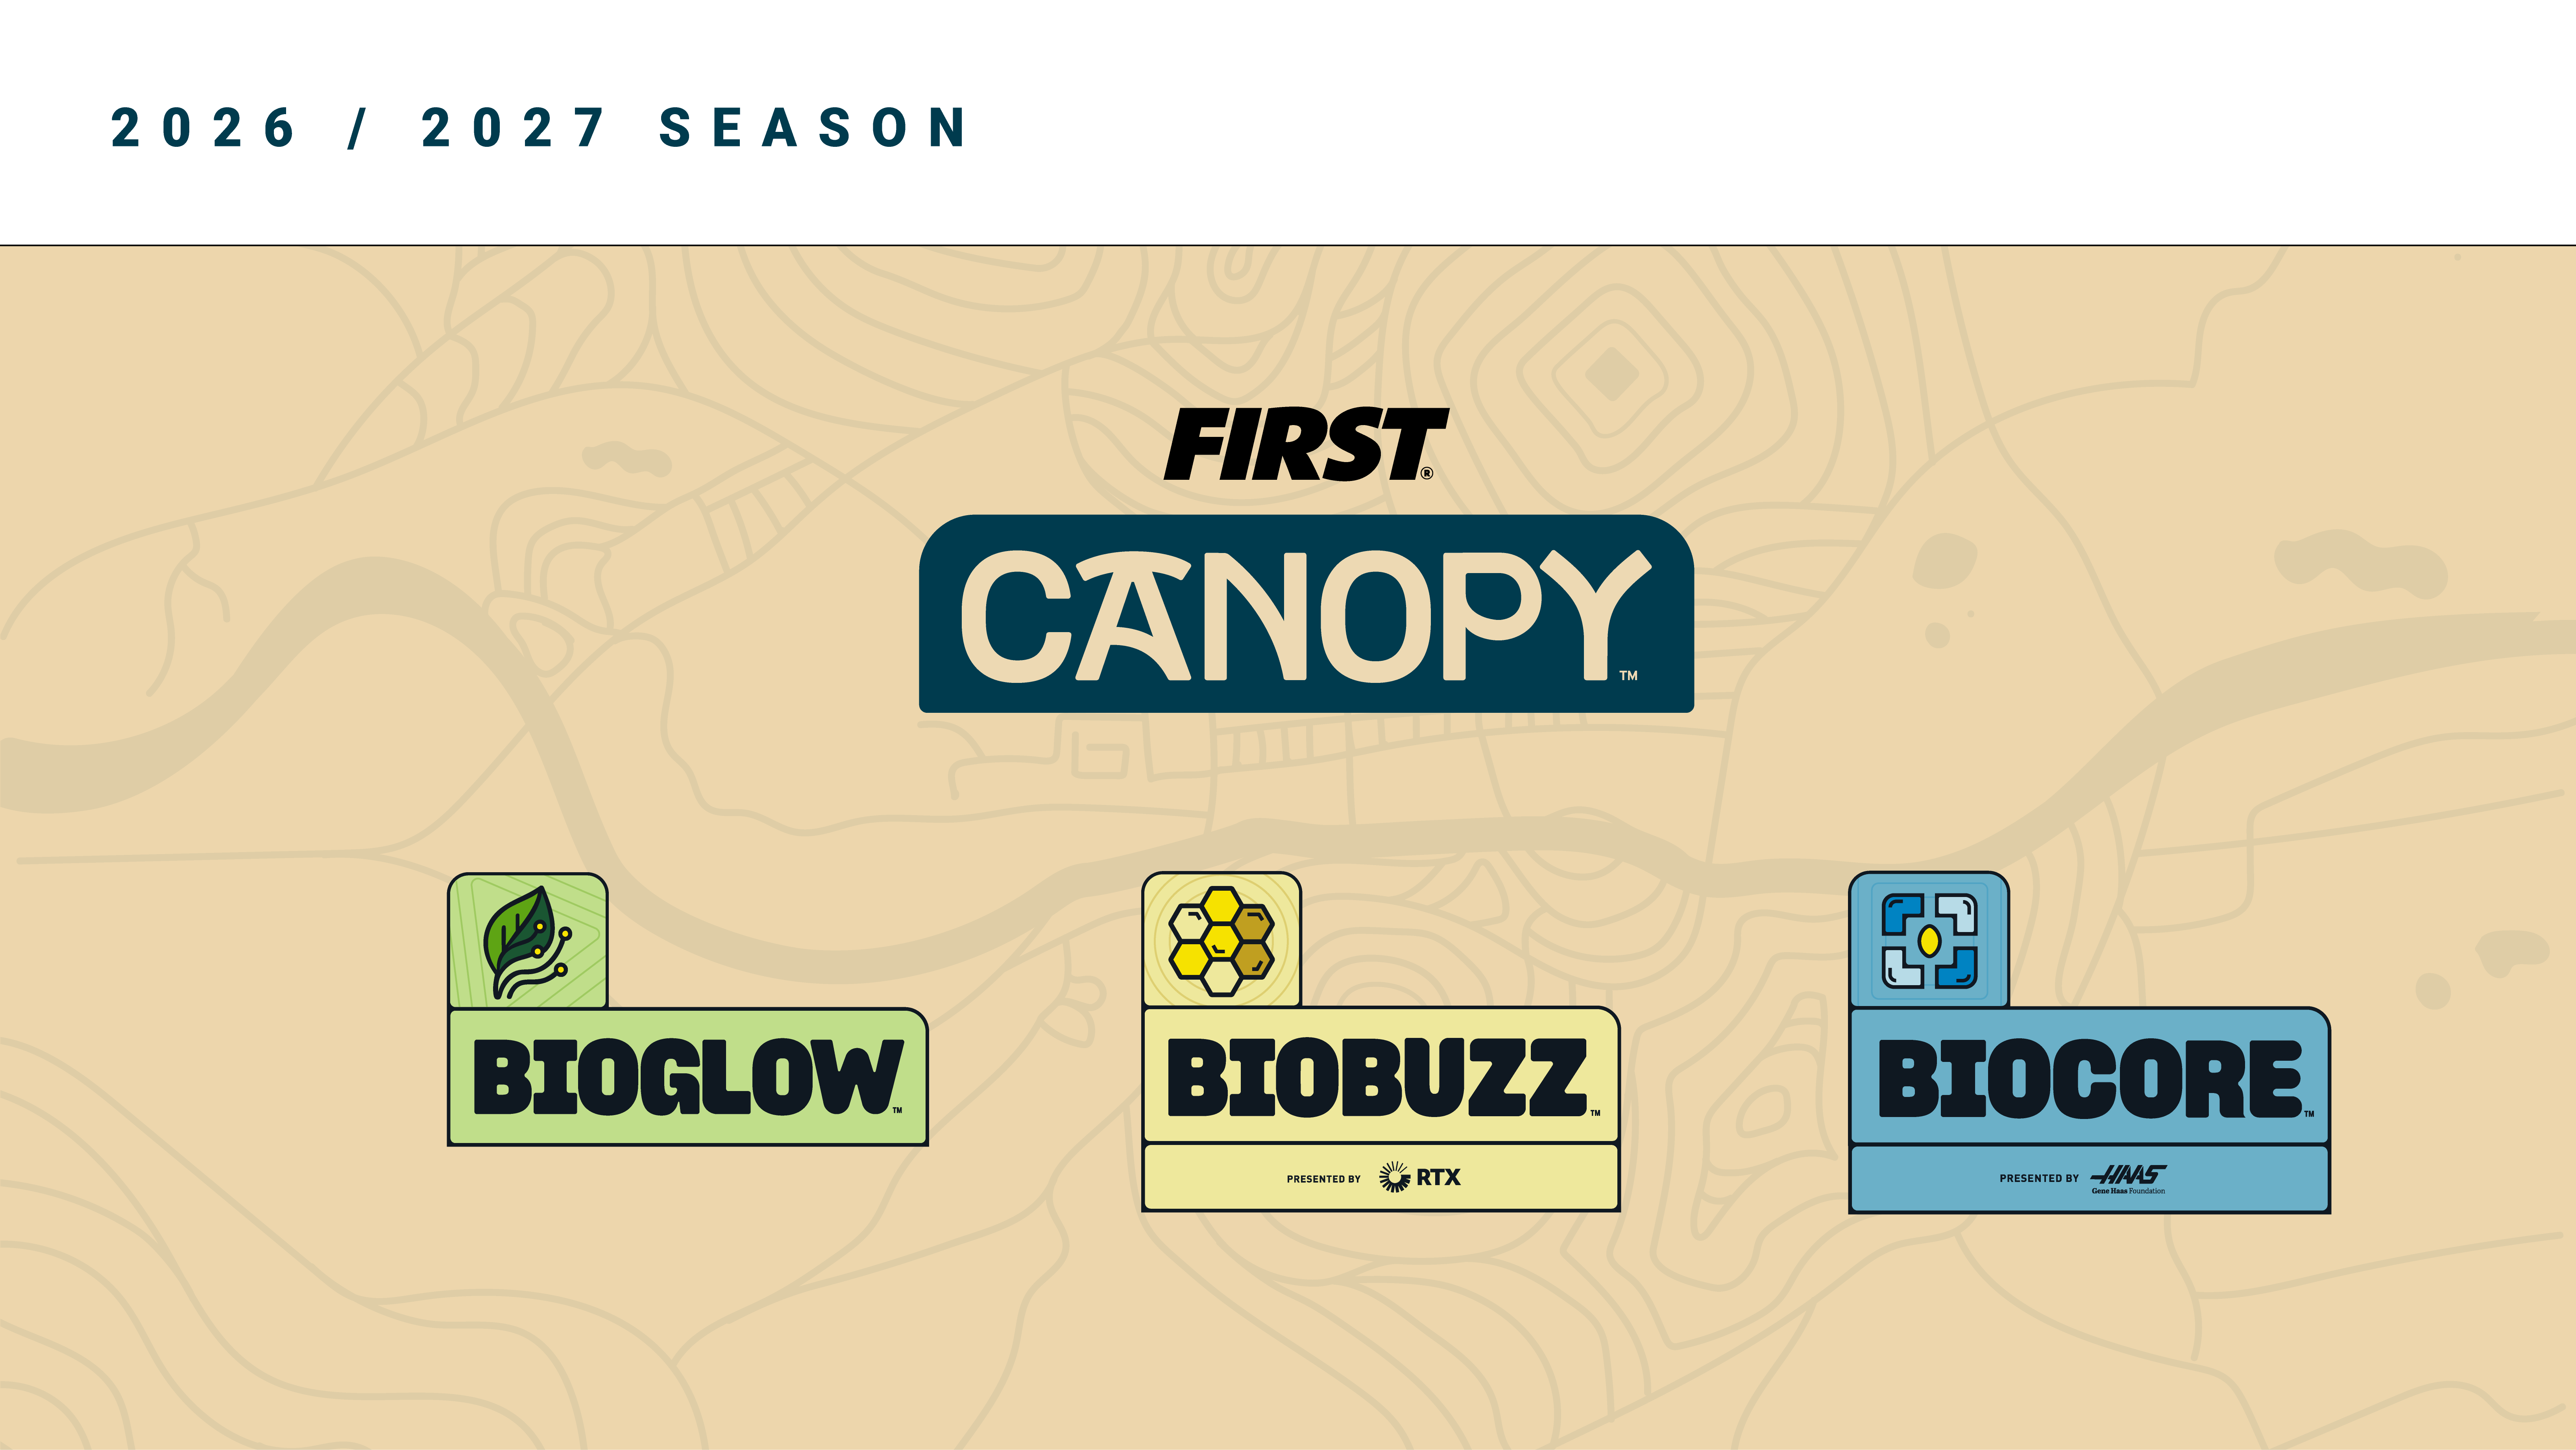 2026 / 2027 SEASON
FIRST®
CANOPY™
BIOGLOW™
BIOBUZZ™
PRESENTED BY RTX
BIOCORE™
PRESENTED BY HAAS
Gene Haas Foundation